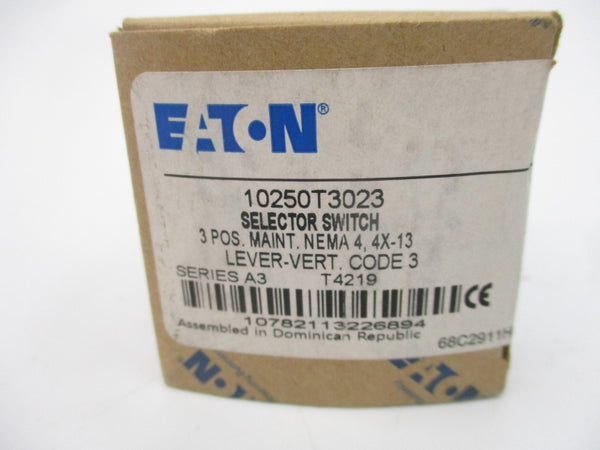 EATON®
10250T3023
SELECTOR SWITCH
3 POS. MAINT. NEMA 4, 4X-13
LEVER-VERT. CODE 3
SERIES A3 T4219
CE
10782113226894
Assembled in Dominican Republic
68C2911H